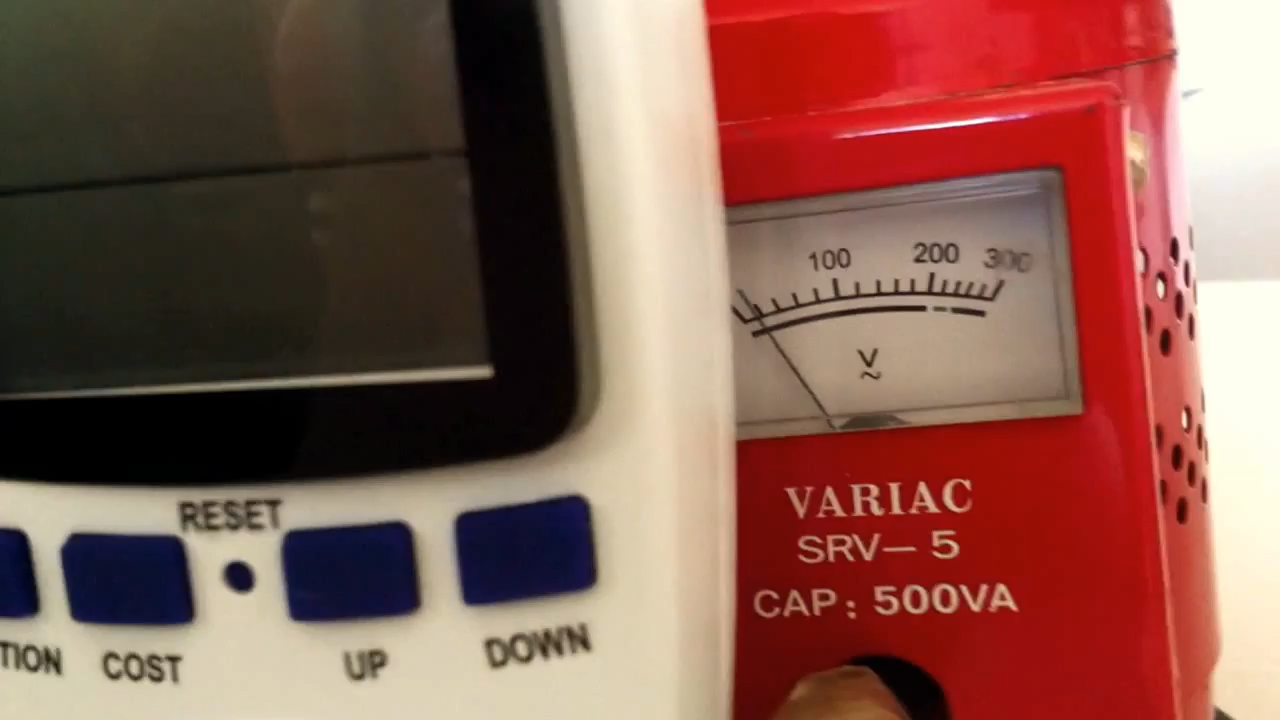 RESET
TION COST UP DOWN
100 200 300
V
~
VARIAC
SRV-5
CAP: 500VA